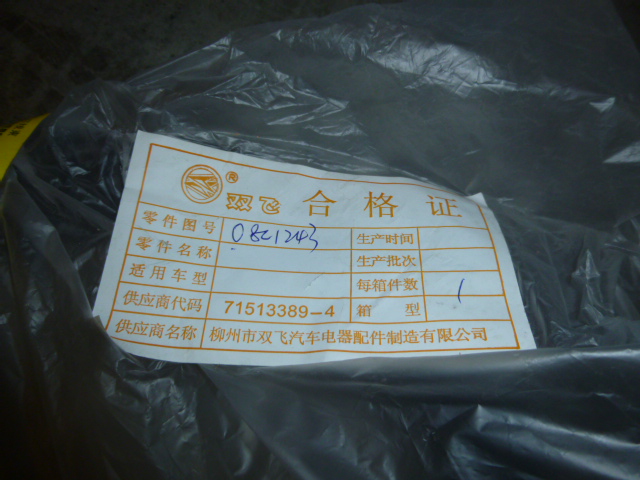 ® 双飞 合格证
零件图号 08C1243 生产时间
零件名称 生产批次
适用车型 每箱件数 1
供应商代码 71513389-4 箱型
供应商名称 柳州市双飞汽车电器配件制造有限公司